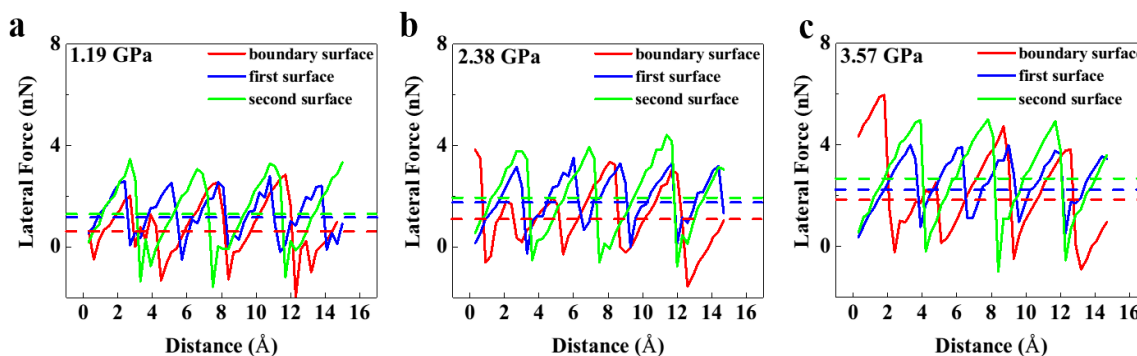 a
1.19 GPa
boundary surface
first surface
second surface
Lateral Force (nN)
8
4
0
0 2 4 6 8 10 12 14 16
Distance (Å)
b
2.38 GPa
boundary surface
first surface
second surface
Lateral Force (nN)
8
4
0
0 2 4 6 8 10 12 14 16
Distance (Å)
c
3.57 GPa
boundary surface
first surface
second surface
Lateral Force (nN)
8
4
0
0 2 4 6 8 10 12 14 16
Distance (Å)